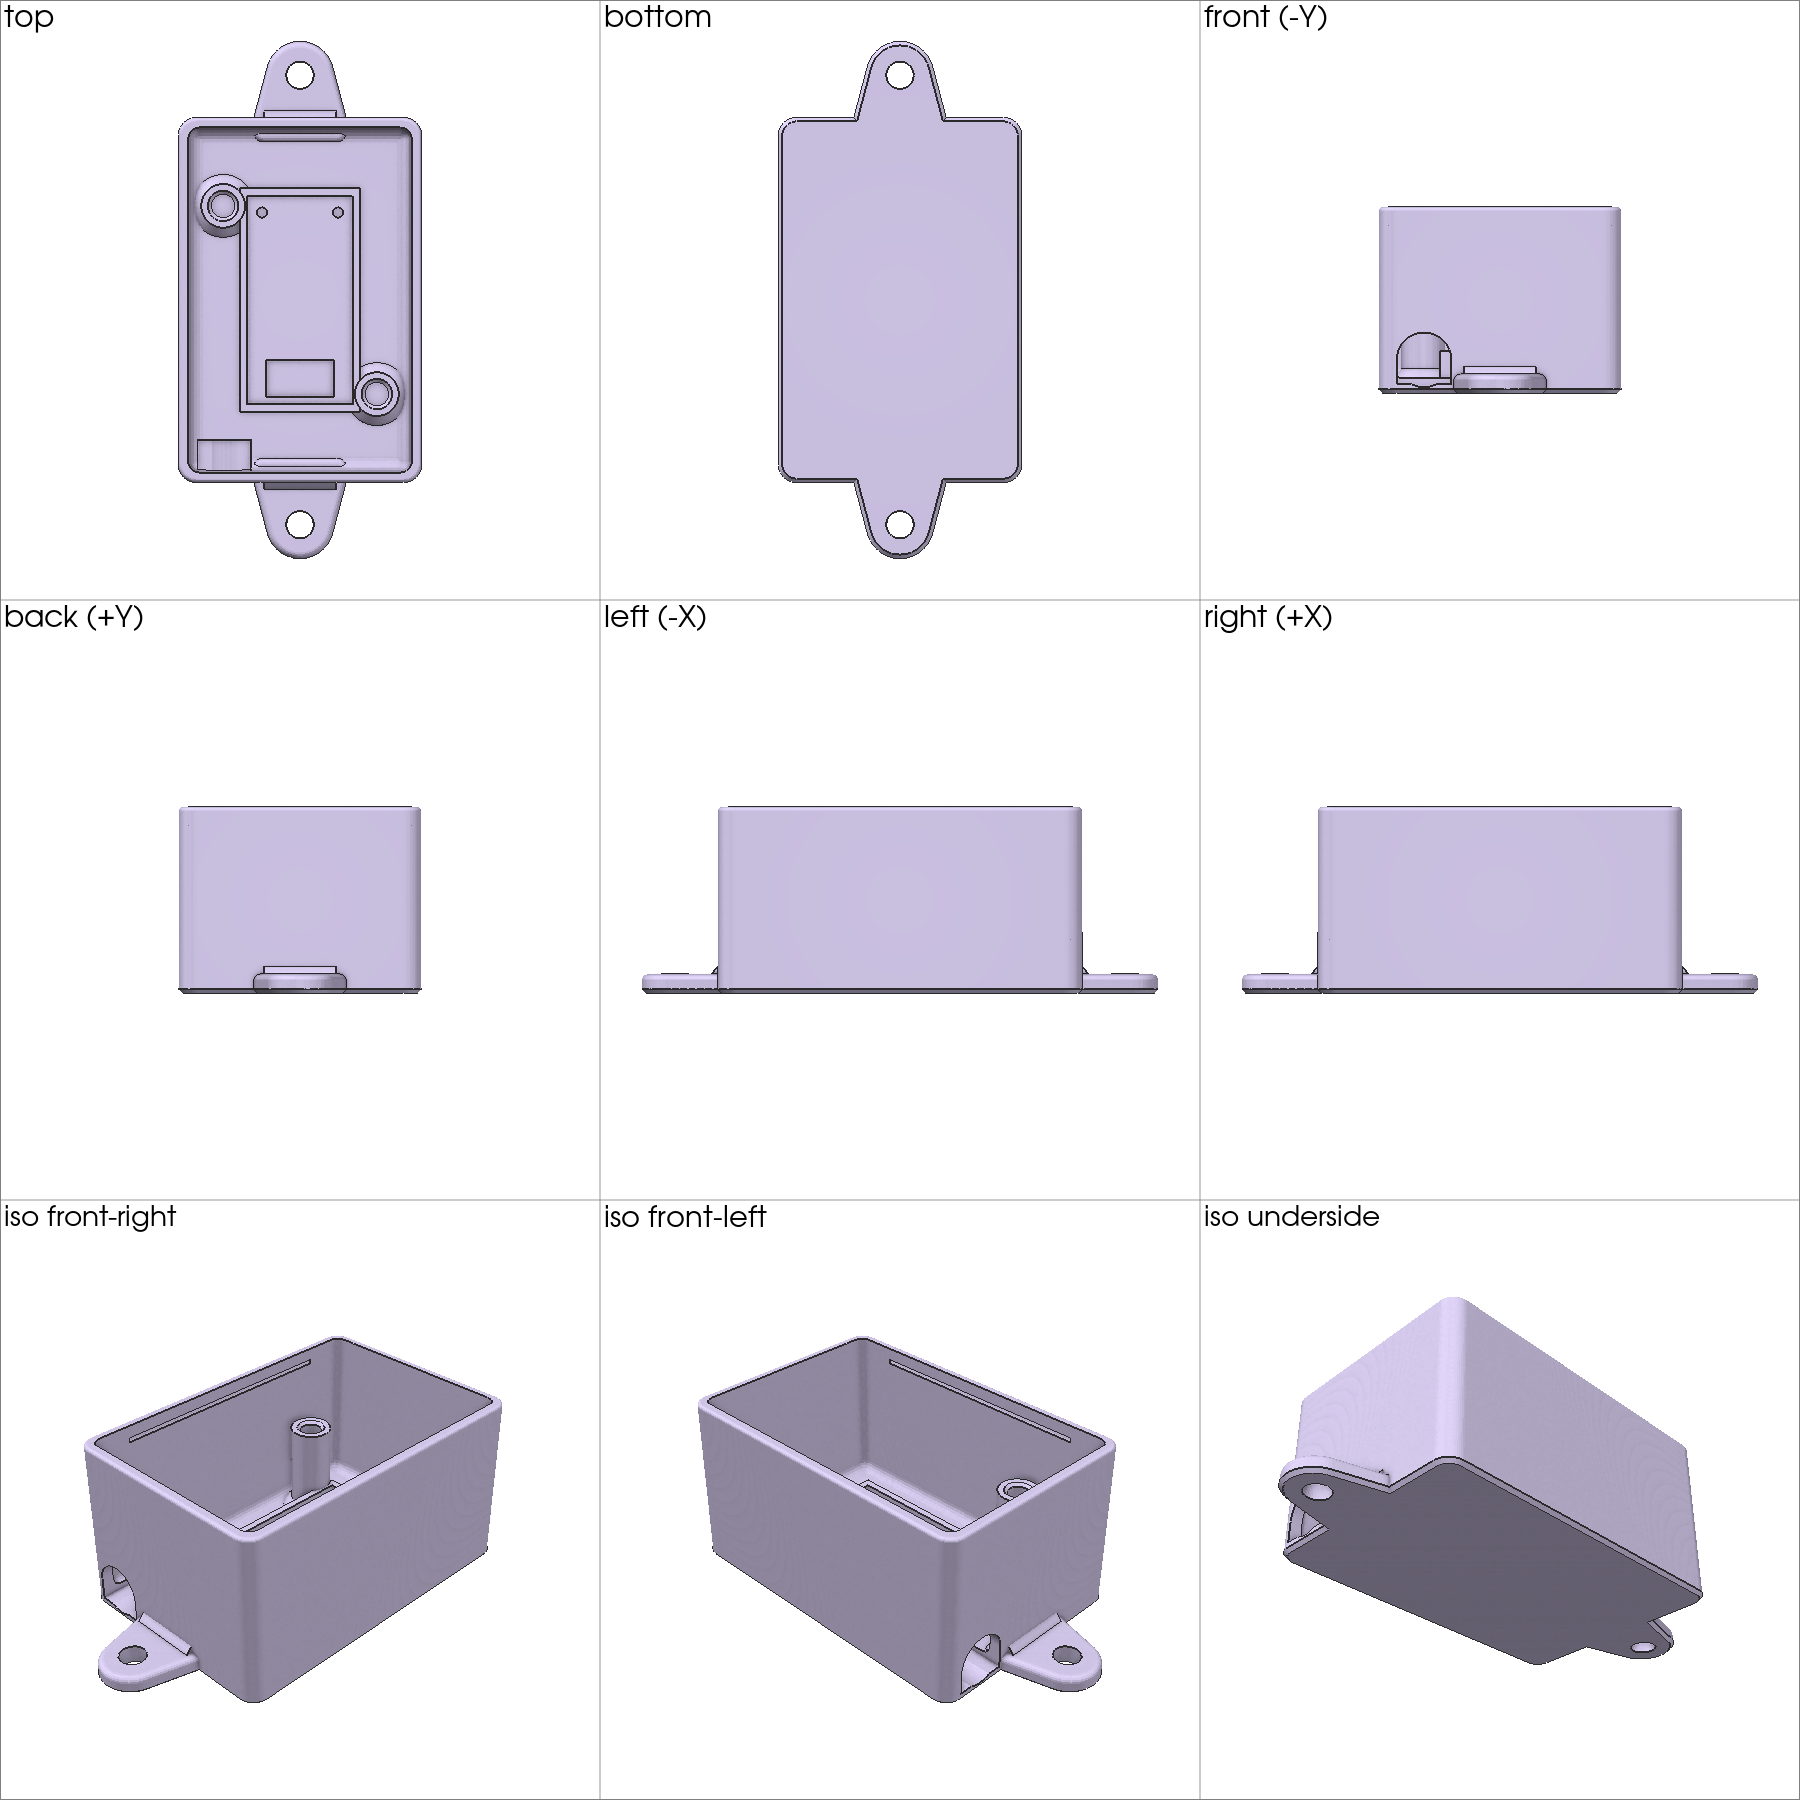 top
bottom
front (-Y)
back (+Y)
left (-X)
right (+X)
iso front-right
iso front-left
iso underside